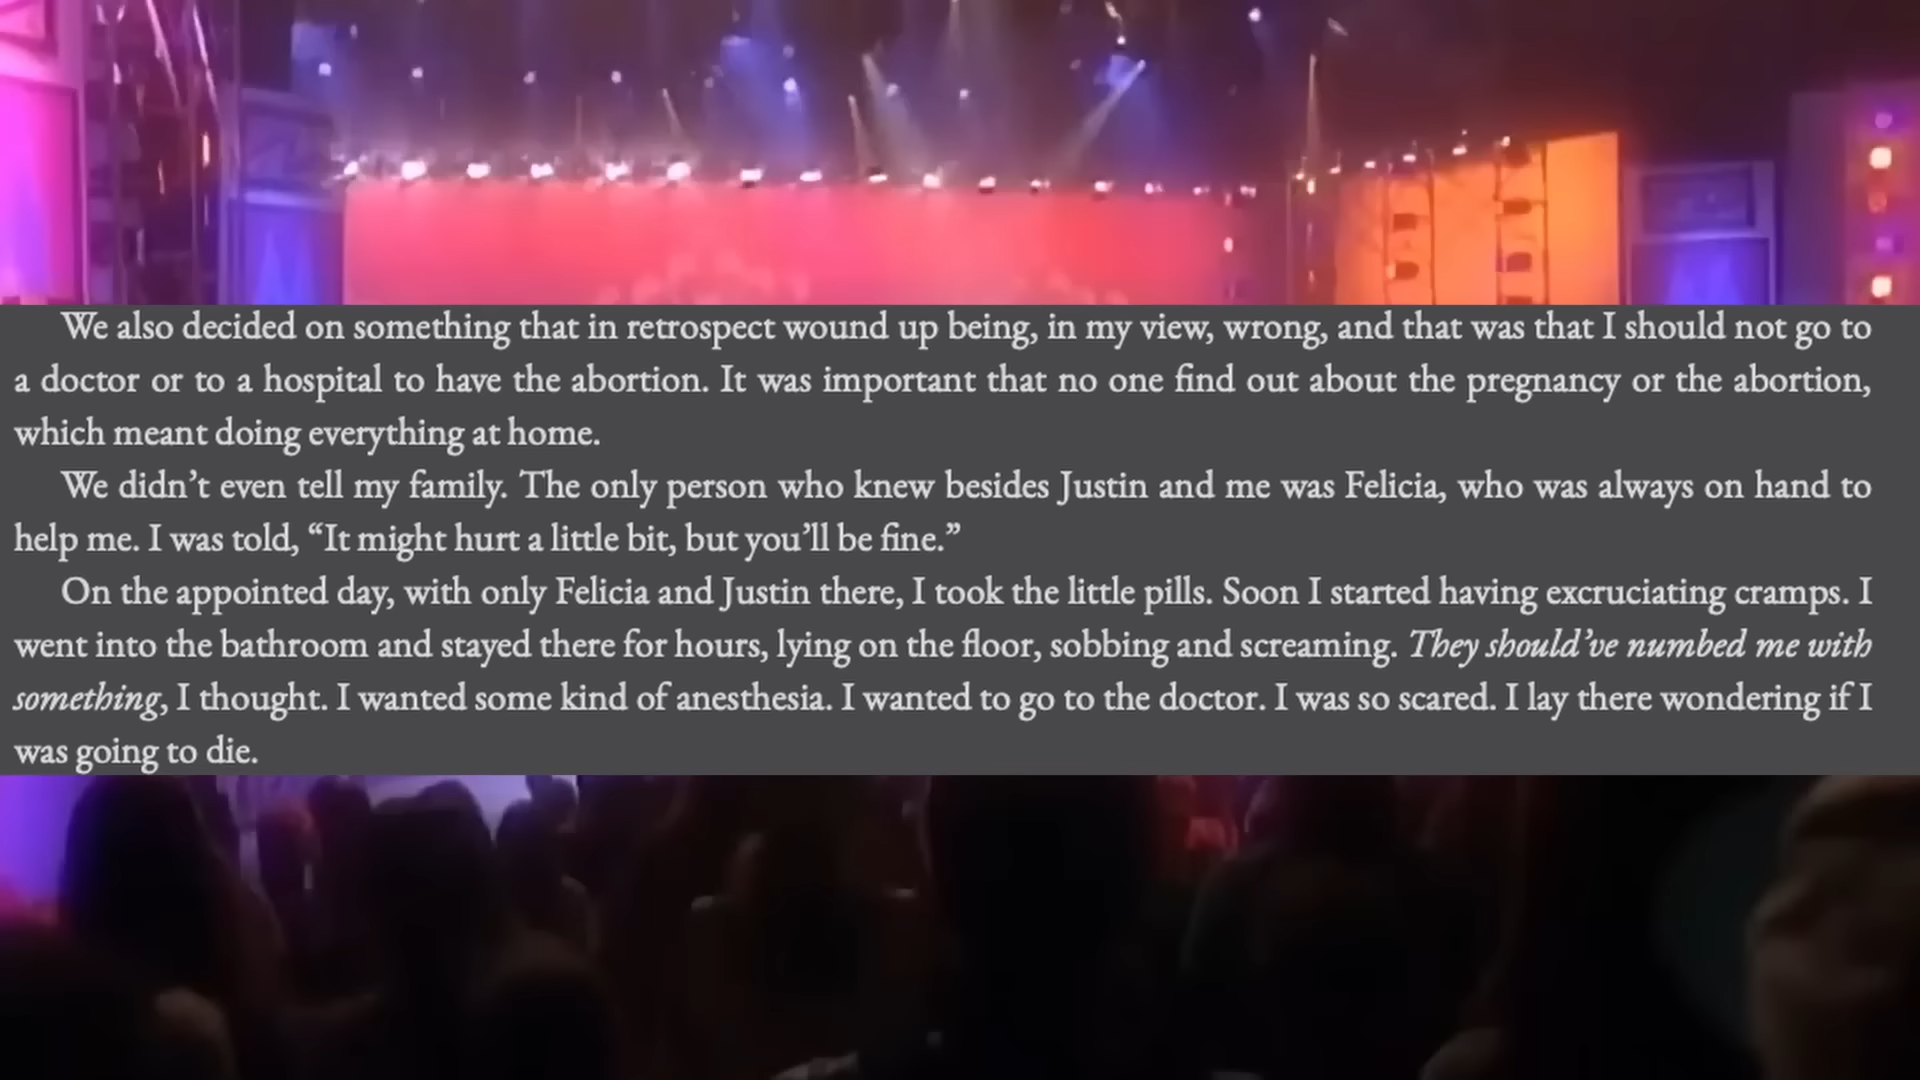 We also decided on something that in retrospect wound up being, in my view, wrong, and that was that I should not go to
a doctor or to a hospital to have the abortion. It was important that no one find out about the pregnancy or the abortion,
which meant doing everything at home.
We didn’t even tell my family. The only person who knew besides Justin and me was Felicia, who was always on hand to
help me. I was told, “It might hurt a little bit, but you’ll be fine.”
On the appointed day, with only Felicia and Justin there, I took the little pills. Soon I started having excruciating cramps. I
went into the bathroom and stayed there for hours, lying on the floor, sobbing and screaming. They should’ve numbed me with
something, I thought. I wanted some kind of anesthesia. I wanted to go to the doctor. I was so scared. I lay there wondering if I
was going to die.